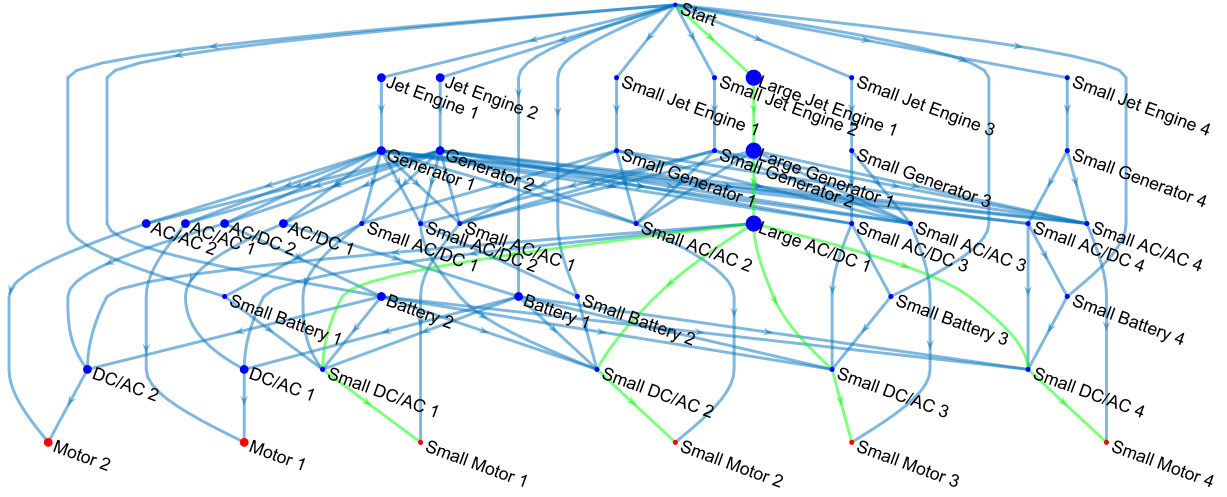 Start
Jet Engine 1
Jet Engine 2
Small Jet Engine 1
Small Jet Engine 2
Large Jet Engine 1
Small Jet Engine 3
Small Jet Engine 4
Generator 1
Generator 2
Small Generator 1
Small Generator 2
Large Generator 1
Small Generator 3
Small Generator 4
AC/AC 2
AC/AC 1
AC/DC 2
AC/DC 1
Small AC/DC 1
Small AC/DC 2
Small AC/AC 1
Small AC/AC 2
Large AC/DC 1
Small AC/DC 3
Small AC/AC 3
Small AC/DC 4
Small AC/AC 4
Small Battery 1
Battery 2
Battery 1
Small Battery 2
Small Battery 3
Small Battery 4
DC/AC 2
DC/AC 1
Small DC/AC 1
Small DC/AC 2
Small DC/AC 3
Small DC/AC 4
Motor 2
Motor 1
Small Motor 1
Small Motor 2
Small Motor 3
Small Motor 4